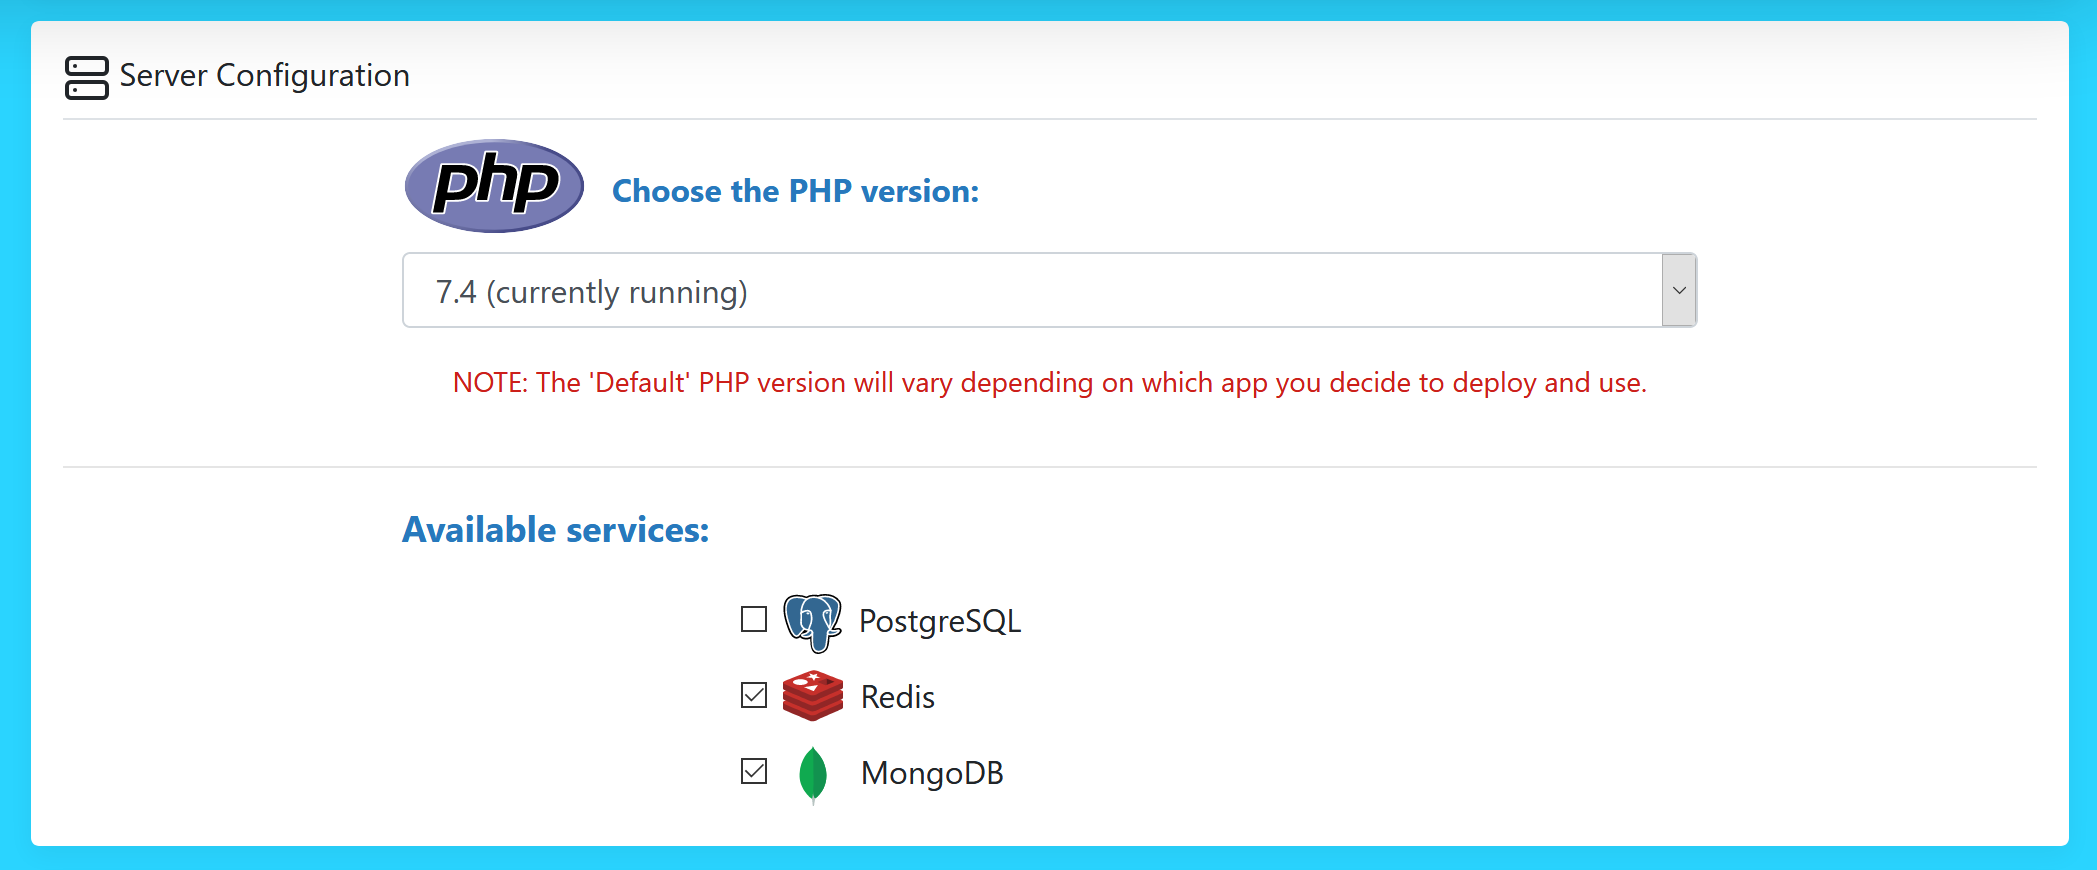 Server Configuration
php
Choose the PHP version:
7.4 (currently running)
NOTE: The 'Default' PHP version will vary depending on which app you decide to deploy and use.
Available services:
PostgreSQL
Redis
MongoDB